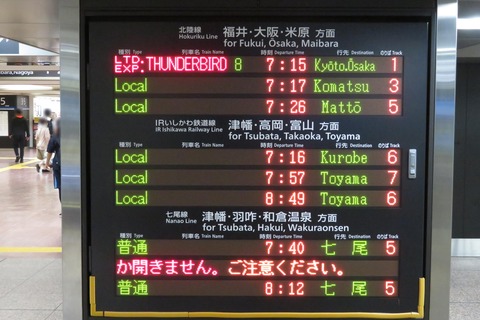 北陸線 Hokuriku Line 福井・大阪・米原 方面
for Fukui, Ōsaka, Maibara
種別 Type 列車名 Train Name 時刻 Departure Time 行先 Destination のりば Track No.
LTD. EXP. THUNDERBIRD 8 7:15 Kyōto.Ōsaka 1
Local 7:17 Komatsu 3
Local 7:26 Mattō 5
IRいしかわ鉄道線 IR Ishikawa Railway Line 津幡・高岡・富山 方面
for Tsubata, Takaoka, Toyama
種別 Type 列車名 Train Name 時刻 Departure Time 行先 Destination のりば Track No.
Local 7:16 Kurobe 6
Local 7:57 Toyama 7
Local 8:49 Toyama 6
七尾線 Nanao Line 津幡・羽咋・和倉温泉 方面
for Tsubata, Hakui, Wakuraonsen
種別 Type 列車名 Train Name 時刻 Departure Time 行先 Destination のりば Track No.
普通 7:40 七尾 5
か開きません。ご注意ください。
普通 8:12 七尾 5